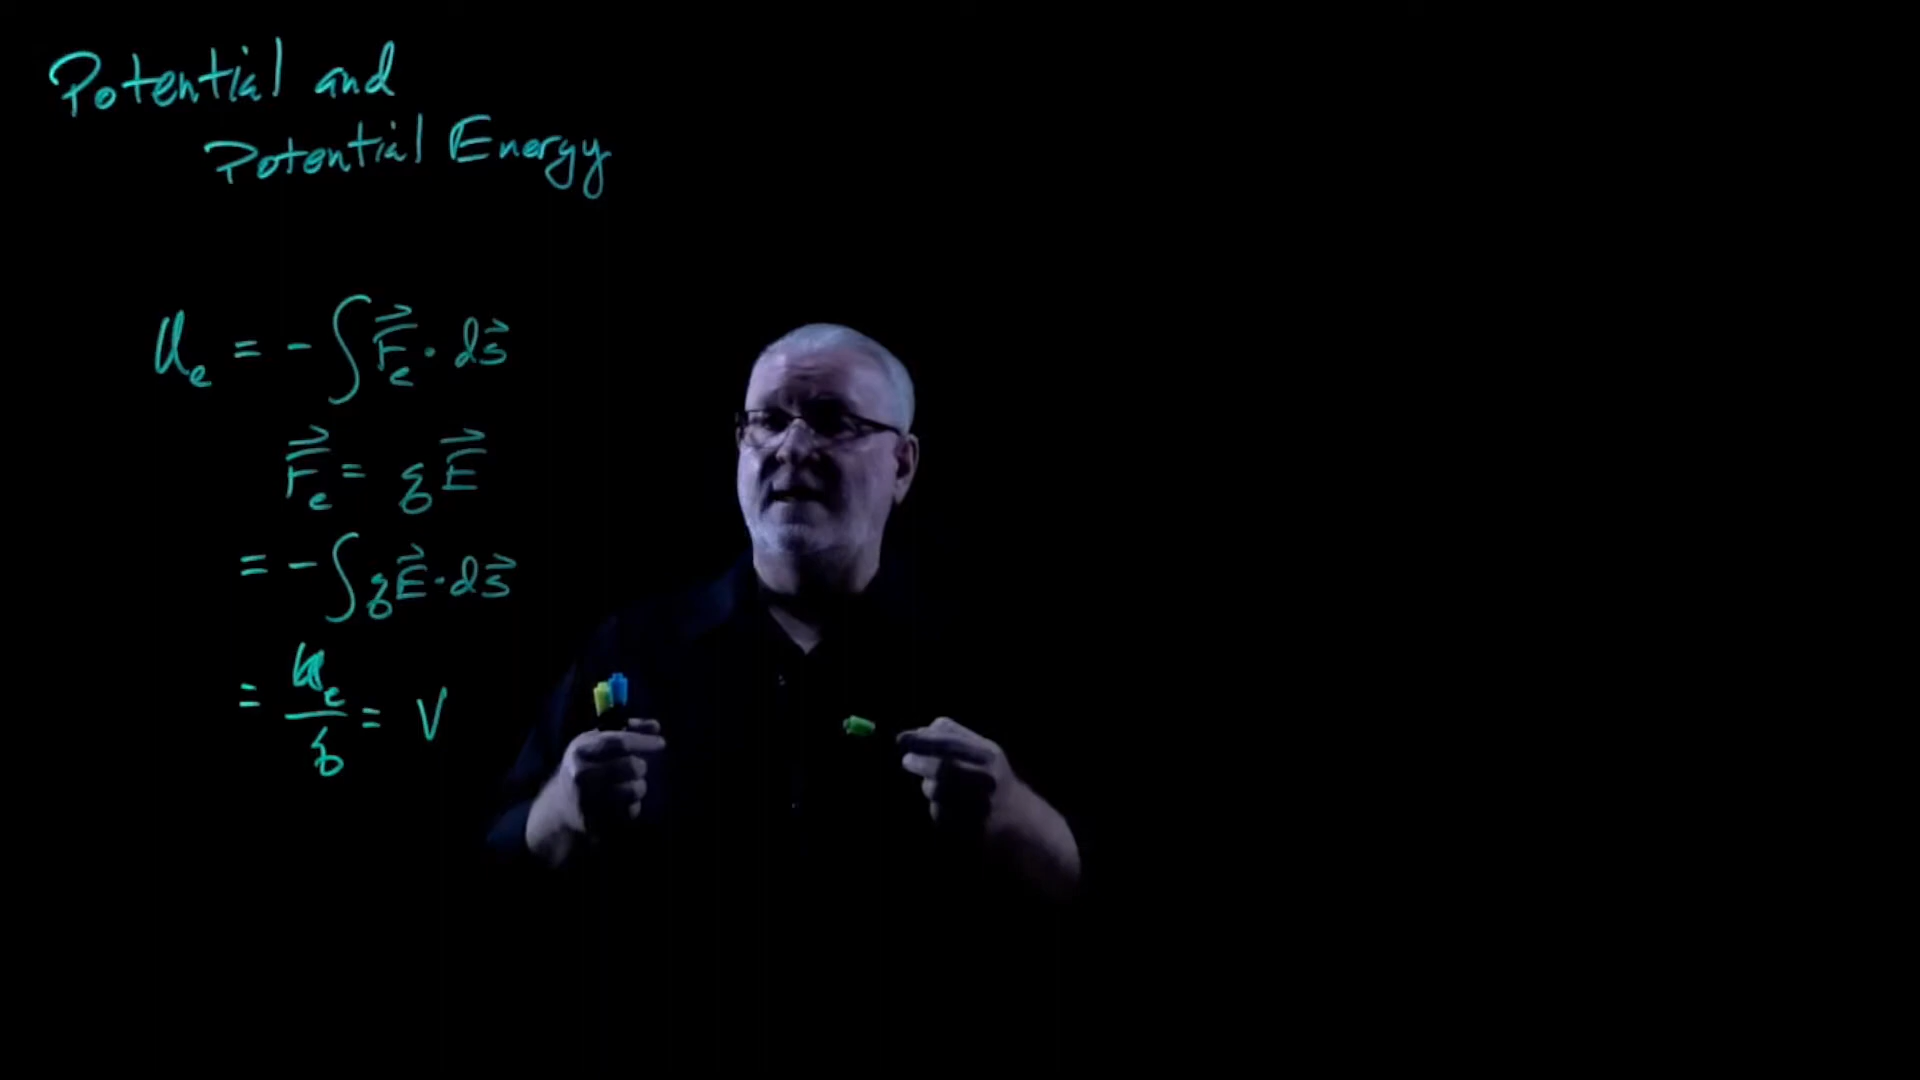 Potential and
Potential Energy
Uₑ = - ∫ F⃗ₑ · ds⃗
F⃗ₑ = qE⃗
= - ∫ qE⃗ · ds⃗
= Uₑ/q = V